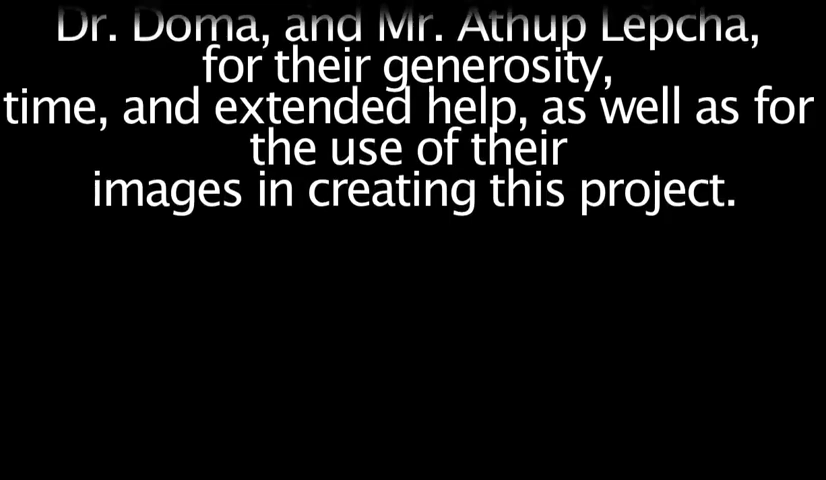 Dr. Doma, and Mr. Athup Lepcha,
for their generosity,
time, and extended help, as well as for
the use of their
images in creating this project.